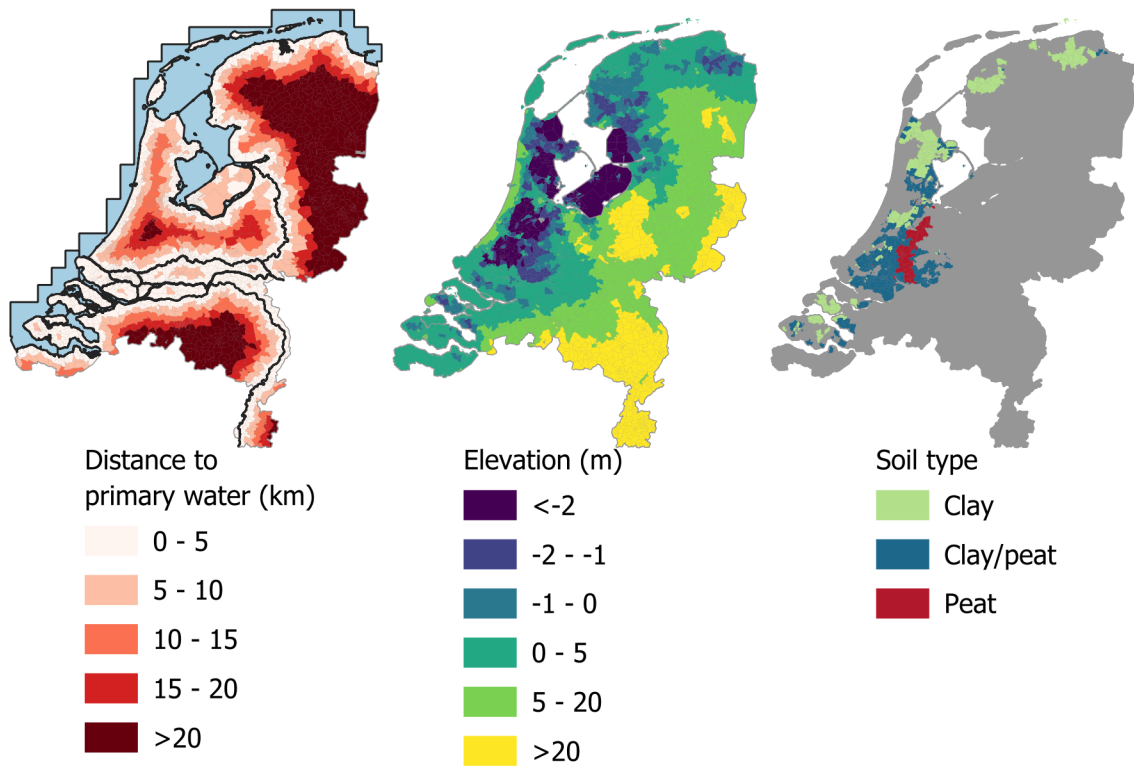 Distance to
primary water (km)
0 - 5
5 - 10
10 - 15
15 - 20
>20
Elevation (m)
<-2
-2 - -1
-1 - 0
0 - 5
5 - 20
>20
Soil type
Clay
Clay/peat
Peat